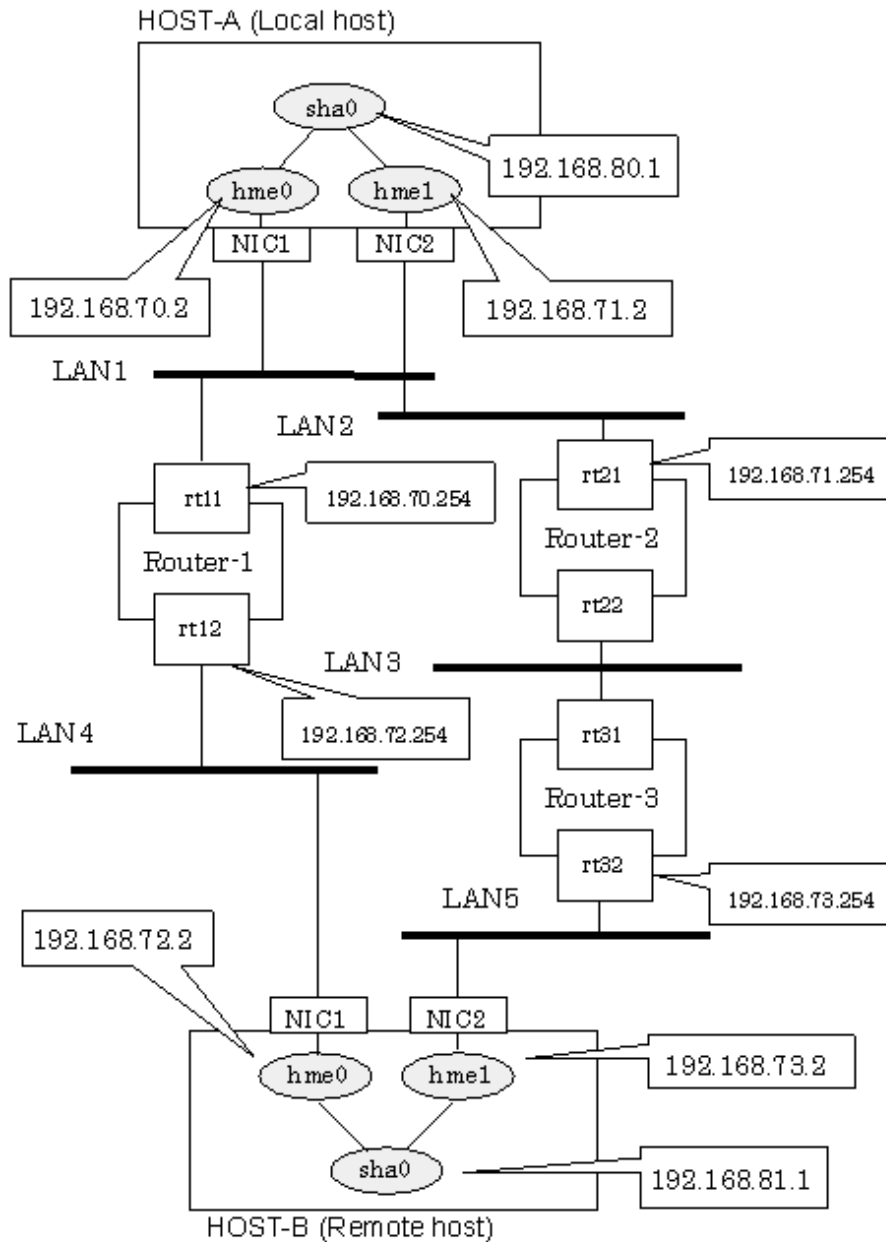 HOST-A (Local host)
sha0
192.168.80.1
hme0
hme1
NIC1
NIC2
192.168.70.2
192.168.71.2
LAN1
LAN2
rt11
192.168.70.254
rt21
192.168.71.254
Router-1
Router-2
rt12
rt22
LAN3
192.168.72.254
LAN4
rt31
Router-3
rt32
192.168.73.254
LAN5
192.168.72.2
NIC1
NIC2
hme0
hme1
192.168.73.2
sha0
192.168.81.1
HOST-B (Remote host)